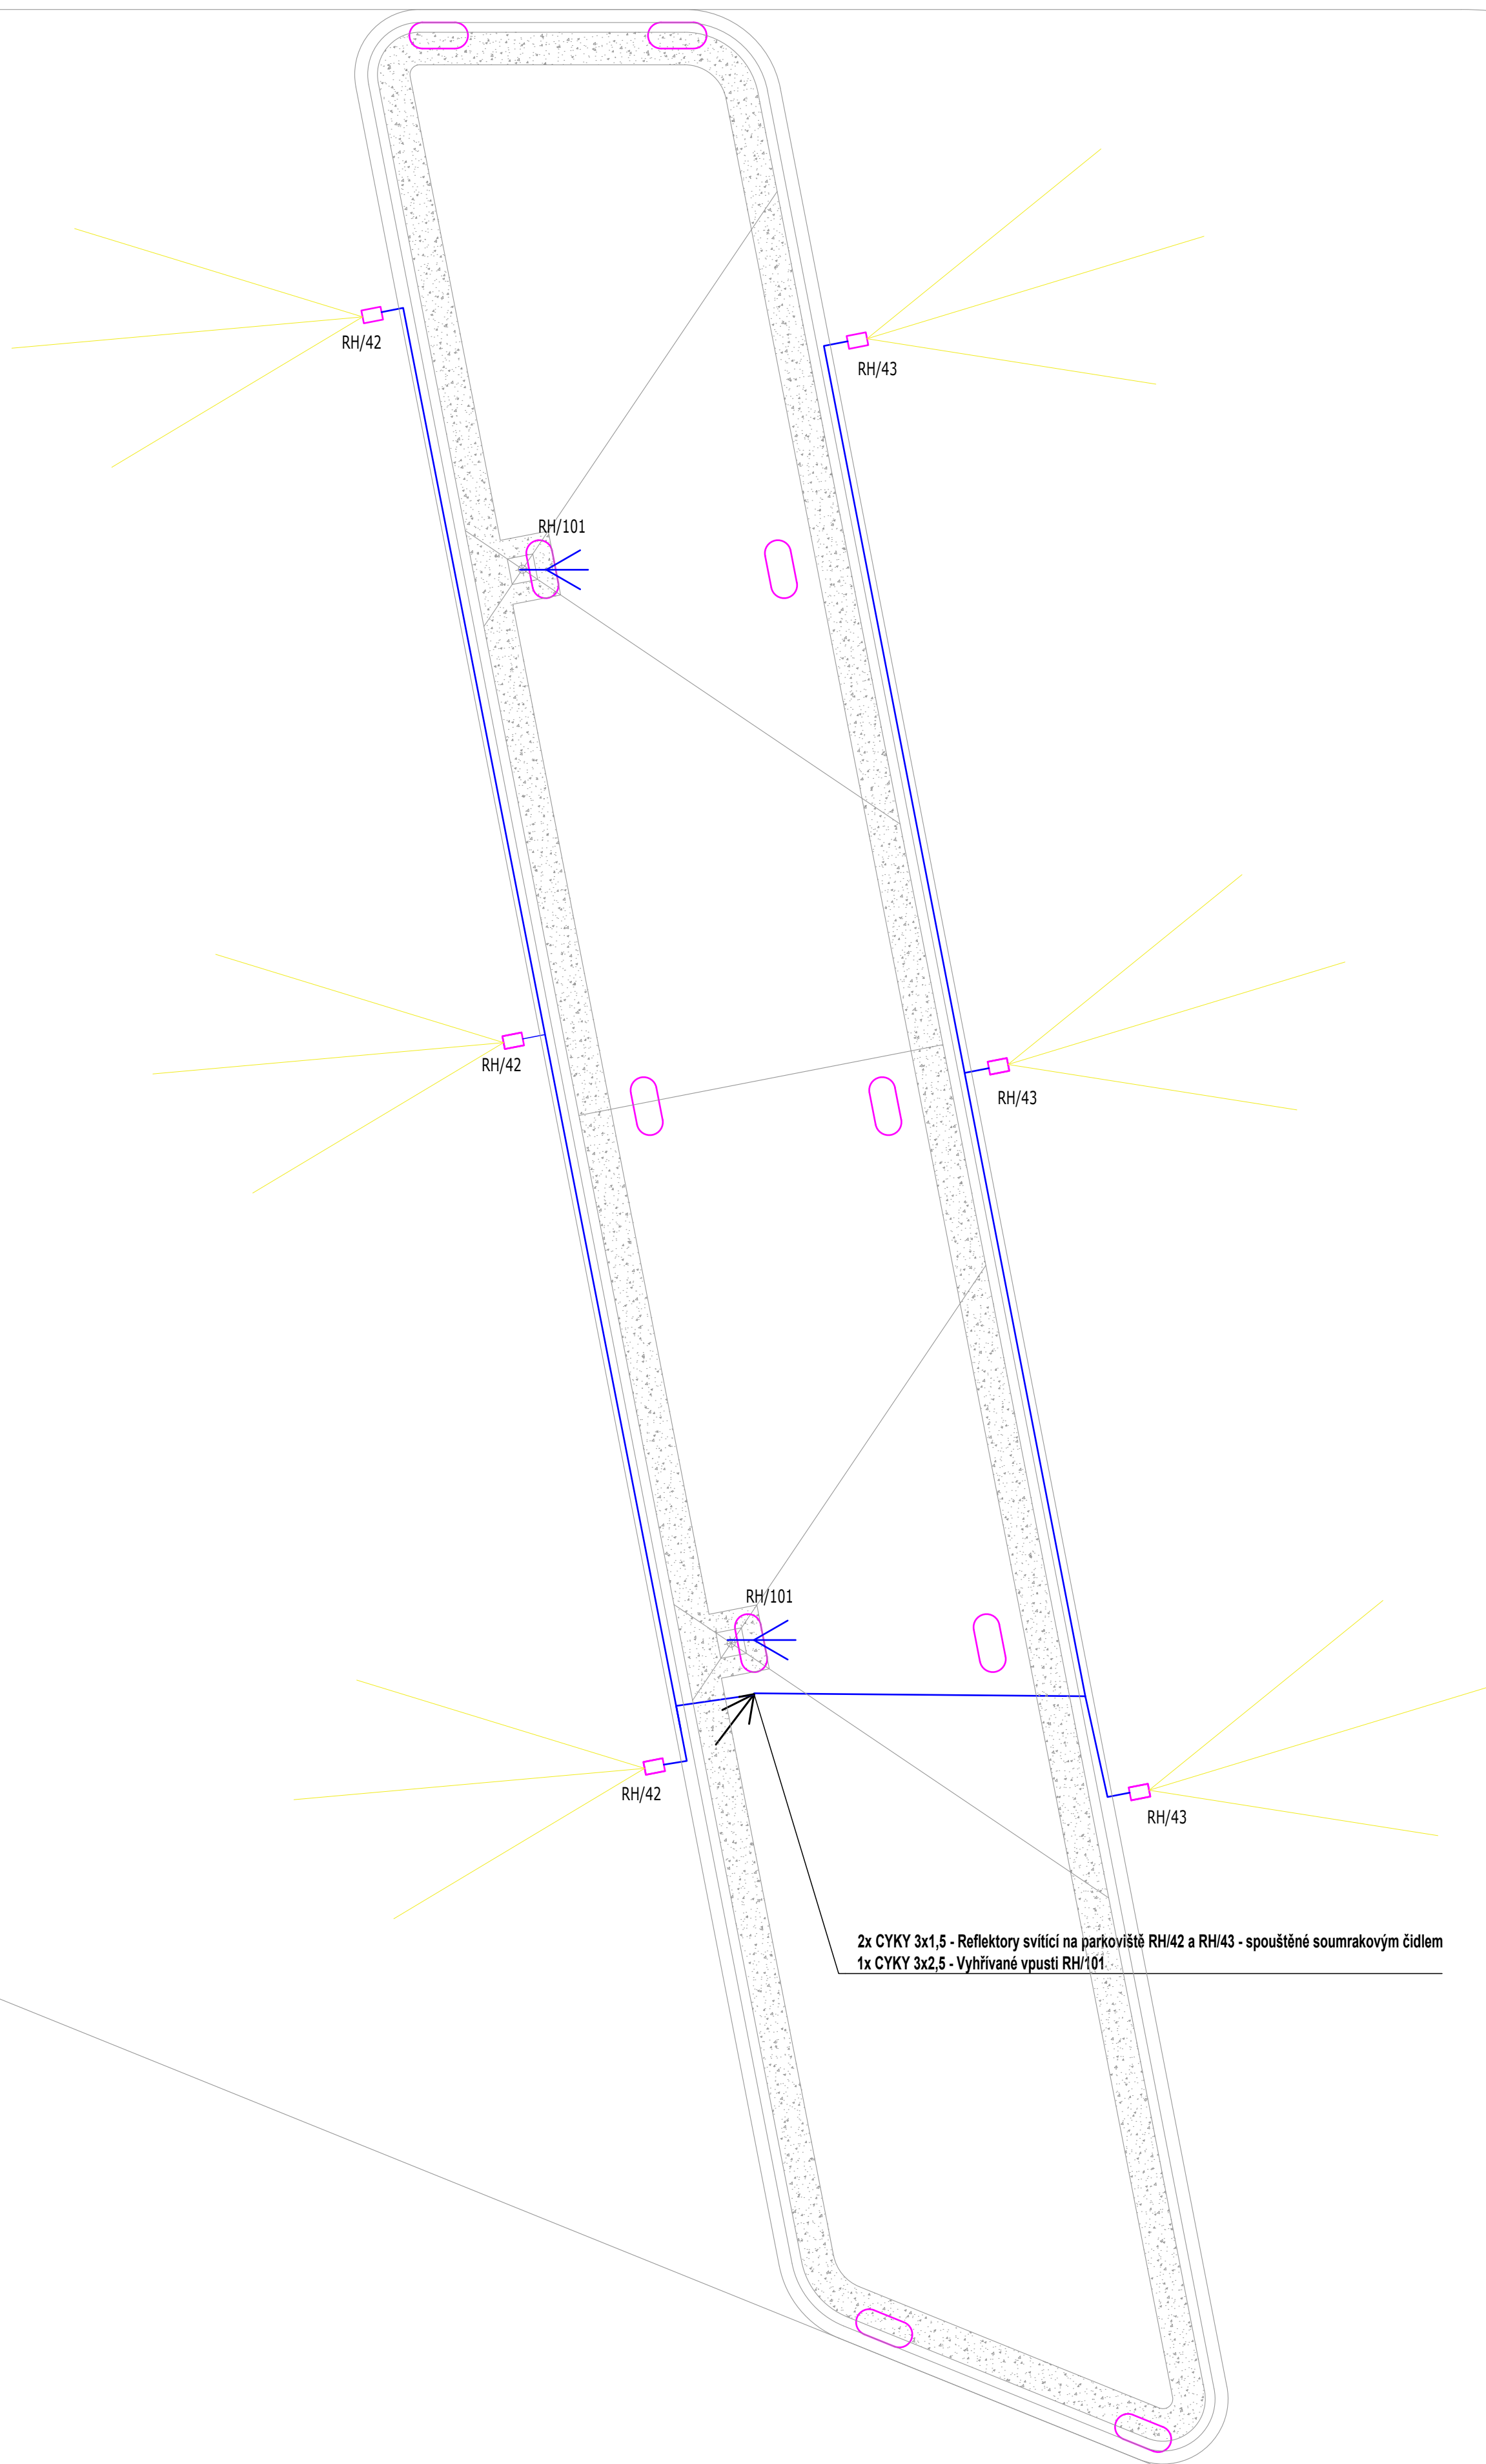 RH/42
RH/43
RH/101
RH/42
RH/43
RH/101
RH/42
RH/43
2x CYKY 3x1,5 - Reflektory svítící na parkoviště RH/42 a RH/43 - spouštěné soumrakovým čidlem
1x CYKY 3x2,5 - Vyhřívané vpusti RH/101